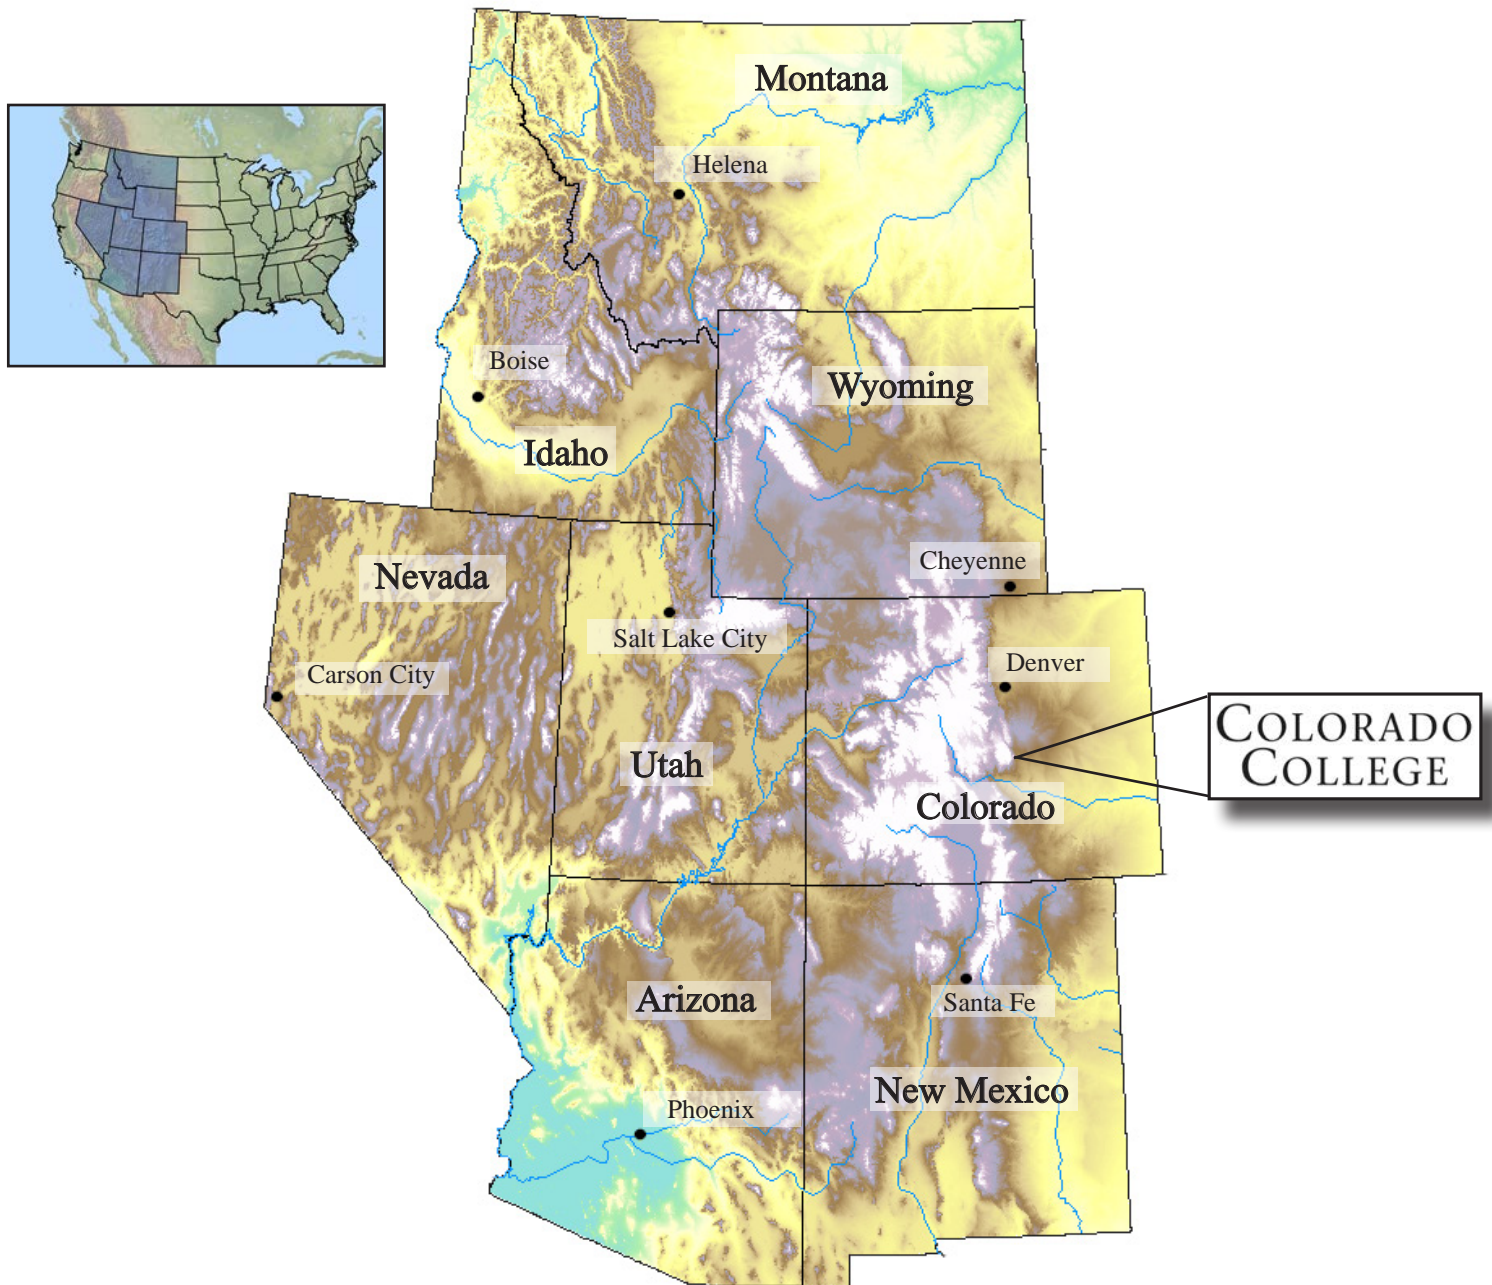 Montana
Helena
Boise
Wyoming
Idaho
Cheyenne
Nevada
Salt Lake City
Denver
Carson City
COLORADO
COLLEGE
Utah
Colorado
Arizona
Santa Fe
New Mexico
Phoenix